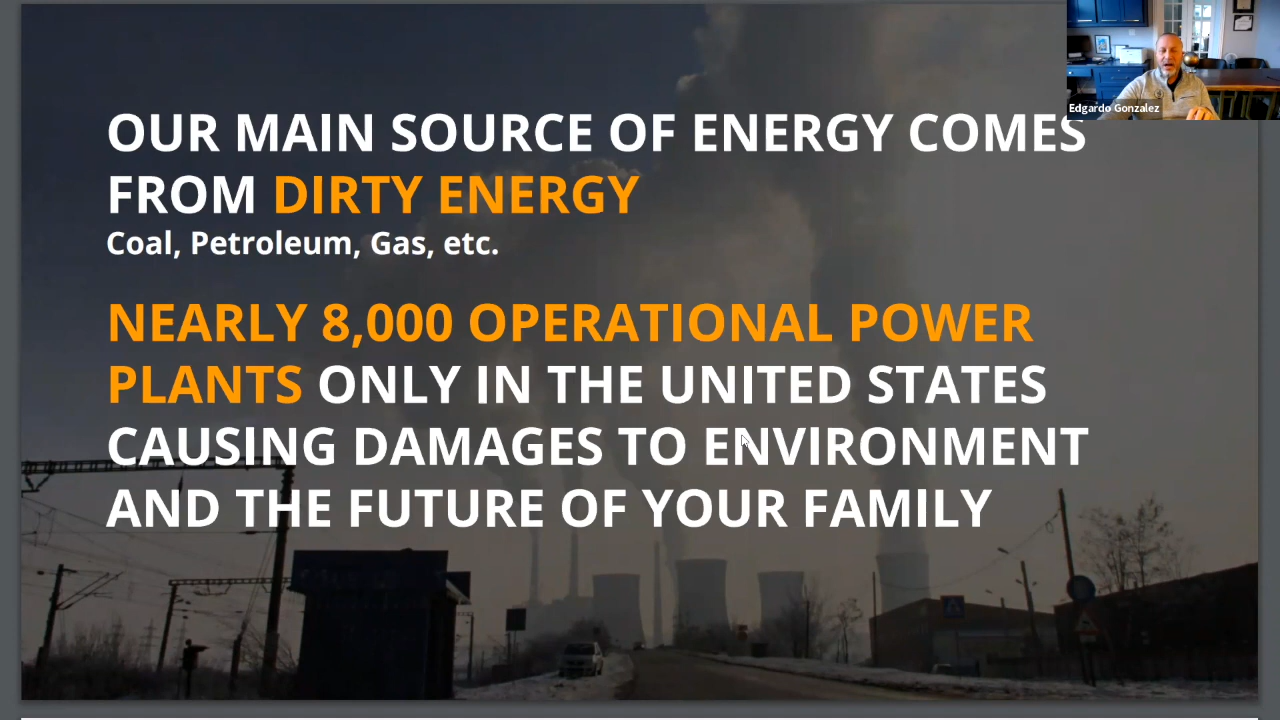 OUR MAIN SOURCE OF ENERGY COMES
FROM DIRTY ENERGY
Coal, Petroleum, Gas, etc.
NEARLY 8,000 OPERATIONAL POWER
PLANTS ONLY IN THE UNITED STATES
CAUSING DAMAGES TO ENVIRONMENT
AND THE FUTURE OF YOUR FAMILY
Edgardo Gonzalez